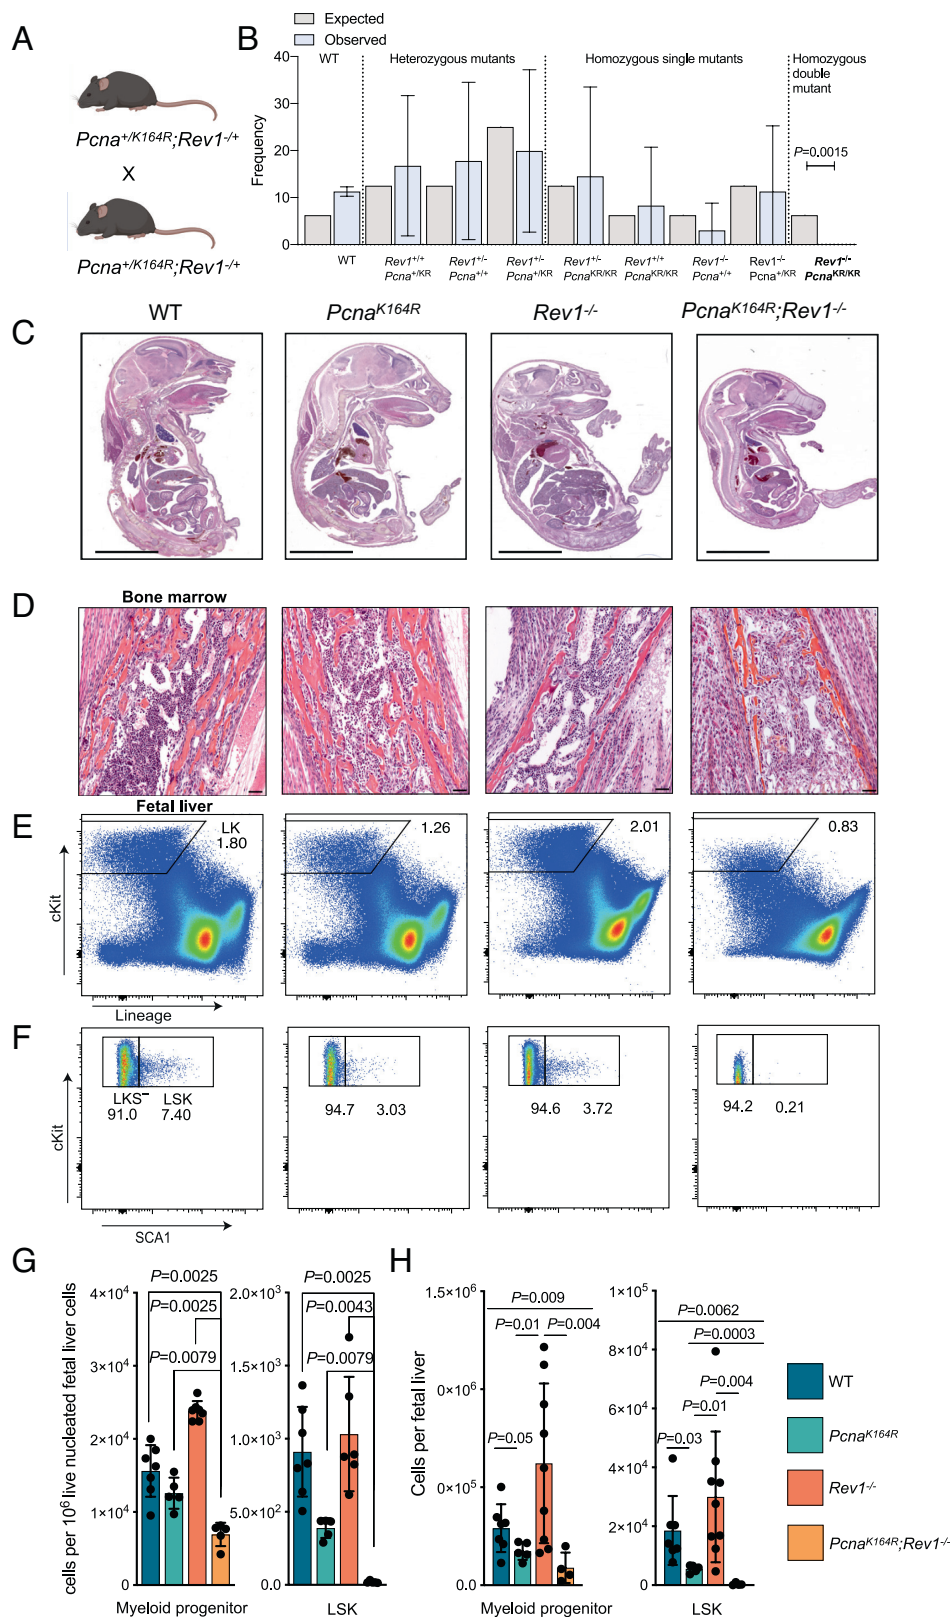 A
Pcna+/K164R;Rev1-/+
X
Pcna+/K164R;Rev1-/+
B
Expected
Observed
WT
Heterozygous mutants
Homozygous single mutants
Homozygous
double
mutant
P=0.0015
Frequency
40
30
20
10
0
WT
Rev1+/+
Pcna+/KR
Rev1+/-
Pcna+/+
Rev1+/-
Pcna+/KR
Rev1+/-
PcnaKR/KR
Rev1+/+
PcnaKR/KR
Rev1-/-
Pcna+/+
Rev1-/-
Pcna+/KR
Rev1-/-
PcnaKR/KR
WT
PcnaK164R
Rev1-/-
PcnaK164R;Rev1-/-
C
D
Bone marrow
Fetal liver
E
LK
1.80
1.26
2.01
0.83
cKit
Lineage
F
LKS– LSK
91.0 7.40
94.7 3.03
94.6 3.72
94.2 0.21
cKit
SCA1
G
cells per 10^6 live nucleated fetal liver cells
4×10^4
3×10^4
2×10^4
1×10^4
0
P=0.0025
P=0.0025
P=0.0079
Myeloid progenitor
2.0×10^3
1.5×10^3
1.0×10^3
5.0×10^2
0.0
P=0.0025
P=0.0043
P=0.0079
LSK
H
Cells per fetal liver
1.5×10^6
0×10^6
0×10^5
0.0
P=0.009
P=0.01
P=0.004
P=0.05
Myeloid progenitor
1×10^5
8×10^4
6×10^4
4×10^4
2×10^4
0
P=0.0062
P=0.0003
P=0.004
P=0.01
P=0.03
LSK
WT
PcnaK164R
Rev1-/-
PcnaK164R;Rev1-/-